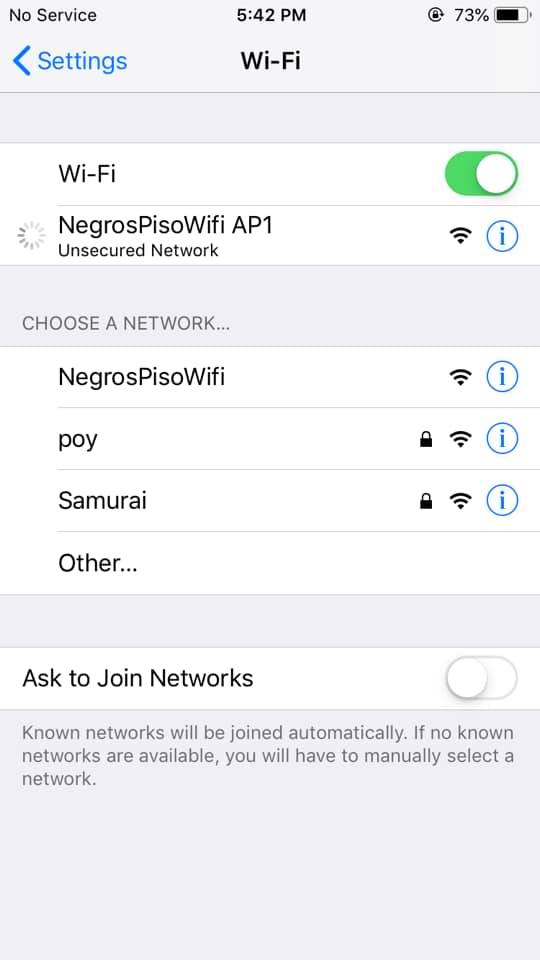 No Service 5:42 PM 73%
Settings Wi-Fi
Wi-Fi
NegrosPisoWifi AP1
Unsecured Network
CHOOSE A NETWORK...
NegrosPisoWifi
poy
Samurai
Other...
Ask to Join Networks
Known networks will be joined automatically. If no known
networks are available, you will have to manually select a
network.